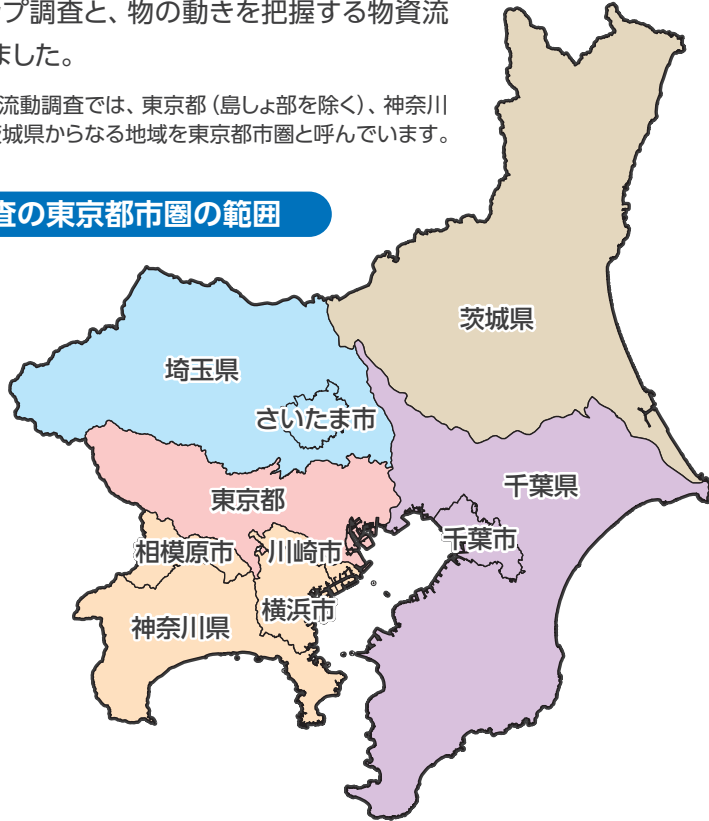 プ調査と、物の動きを把握する物資流
ました。
流動調査では、東京都（島しょ部を除く）、神奈川
茨城県からなる地域を東京都市圏と呼んでいます。
査の東京都市圏の範囲
茨城県
埼玉県
さいたま市
東京都
千葉県
相模原市
川崎市
千葉市
横浜市
神奈川県